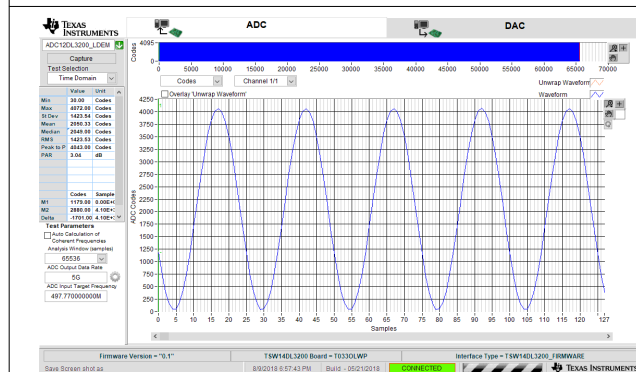 TEXAS INSTRUMENTS
ADC
DAC
ADC12DL3200_LDEM
Capture
Test Selection
Time Domain
Value Unit
Min 30.00 Codes
Max 4072.00 Codes
St Dev 1423.54 Codes
Mean 2050.33 Codes
Median 2049.00 Codes
RMS 1423.53 Codes
Peak to P 4043.00 Codes
PAR 3.04 dB
Codes Sample
M1 1179.00 0.00E+
M2 2880.00 4.10E+
Delta -1701.00 4.10E+
Test Parameters
Auto Calculation of
Coherent Frequencies
Analysis Window (samples)
65536
ADC Output Data Rate
5G
ADC Input Target Frequency
497.770000000M
Codes
4095
0
0 5000 10000 15000 20000 25000 30000 35000 40000 45000 50000 55000 60000 65000 70000
Codes
Channel 1/1
Unwrap Waveform
Overlay 'Unwrap Waveform'
Waveform
ADC Codes
4250
4000
3750
3500
3250
3000
2750
2500
2250
2000
1750
1500
1250
1000
750
500
250
0
0 5 10 15 20 25 30 35 40 45 50 55 60 65 70 75 80 85 90 95 100 105 110 115 120 127
Samples
Firmware Version = "0.1"
TSW14DL3200 Board = T033OLWP
Interface Type = TSW14DL3200_FIRMWARE
Save Screen shot as
8/9/2018 6:57:43 PM
Build - 05/21/2018
CONNECTED
TEXAS INSTRUMENTS